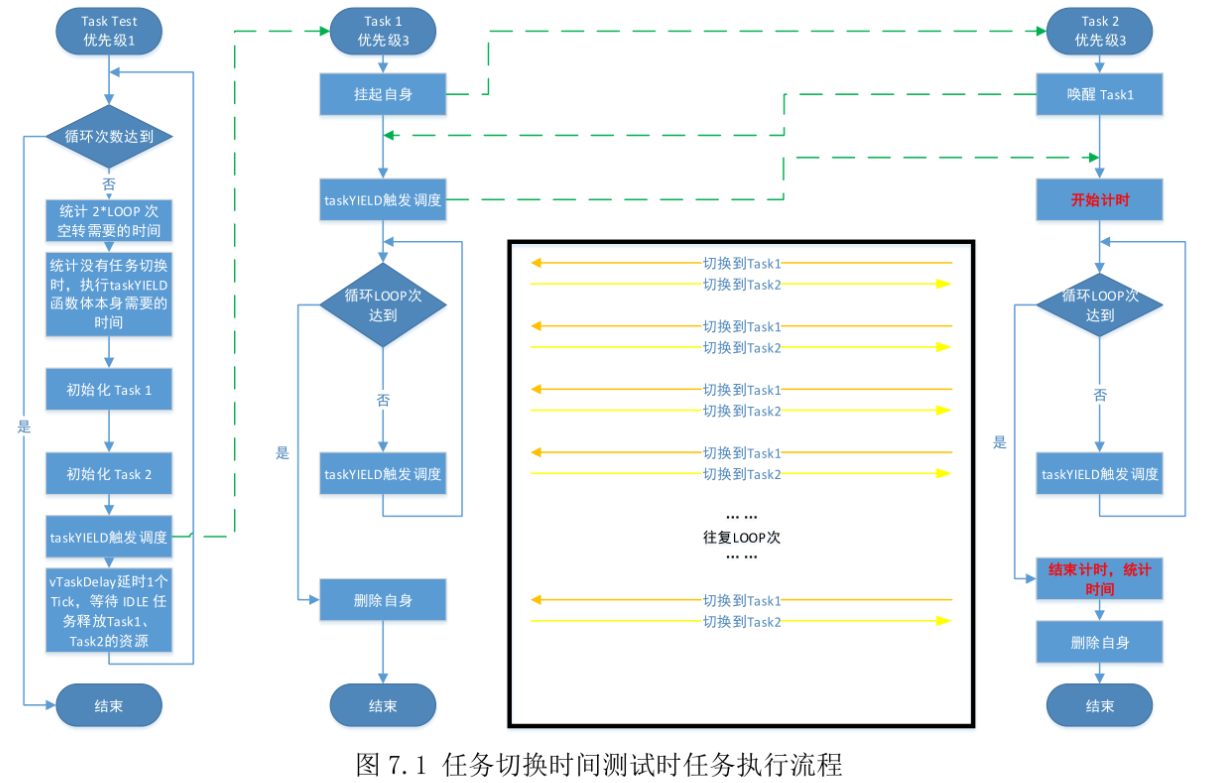 Task Test
优先级1
循环次数达到
否
统计 2*LOOP 次
空转需要的时间
统计没有任务切换
时，执行taskYIELD
函数体本身需要的
时间
初始化 Task 1
是
初始化 Task 2
taskYIELD触发调度
vTaskDelay延时1个
Tick，等待 IDLE 任
务释放Task1、
Task2的资源
结束
Task 1
优先级3
挂起自身
taskYIELD触发调度
循环LOOP次
达到
否
是
taskYIELD触发调度
删除自身
结束
切换到Task1
切换到Task2
切换到Task1
切换到Task2
切换到Task1
切换到Task2
切换到Task1
切换到Task2
... ...
往复LOOP次
... ...
切换到Task1
切换到Task2
Task 2
优先级3
唤醒 Task1
开始计时
循环LOOP次
达到
否
是
taskYIELD触发调度
结束计时，统计
时间
删除自身
结束
图 7.1 任务切换时间测试时任务执行流程